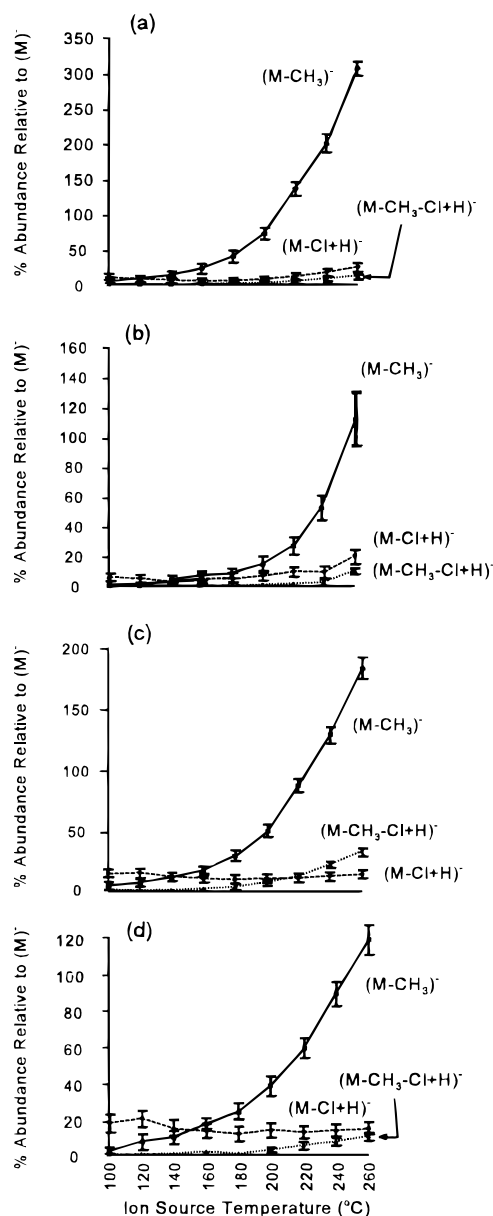 (a)
% Abundance Relative to (M)⁻
350
300
250
200
150
100
50
0
(M-CH₃)⁻
(M-CH₃-Cl+H)⁻
(M-Cl+H)⁻
(b)
% Abundance Relative to (M)⁻
160
140
120
100
80
60
40
20
0
(M-CH₃)⁻
(M-Cl+H)⁻
(M-CH₃-Cl+H)⁻
(c)
% Abundance Relative to (M)⁻
200
150
100
50
0
(M-CH₃)⁻
(M-CH₃-Cl+H)⁻
(M-Cl+H)⁻
(d)
% Abundance Relative to (M)⁻
120
100
80
60
40
20
0
(M-CH₃)⁻
(M-CH₃-Cl+H)⁻
(M-Cl+H)⁻
100 120 140 160 180 200 220 240 260
Ion Source Temperature (°C)